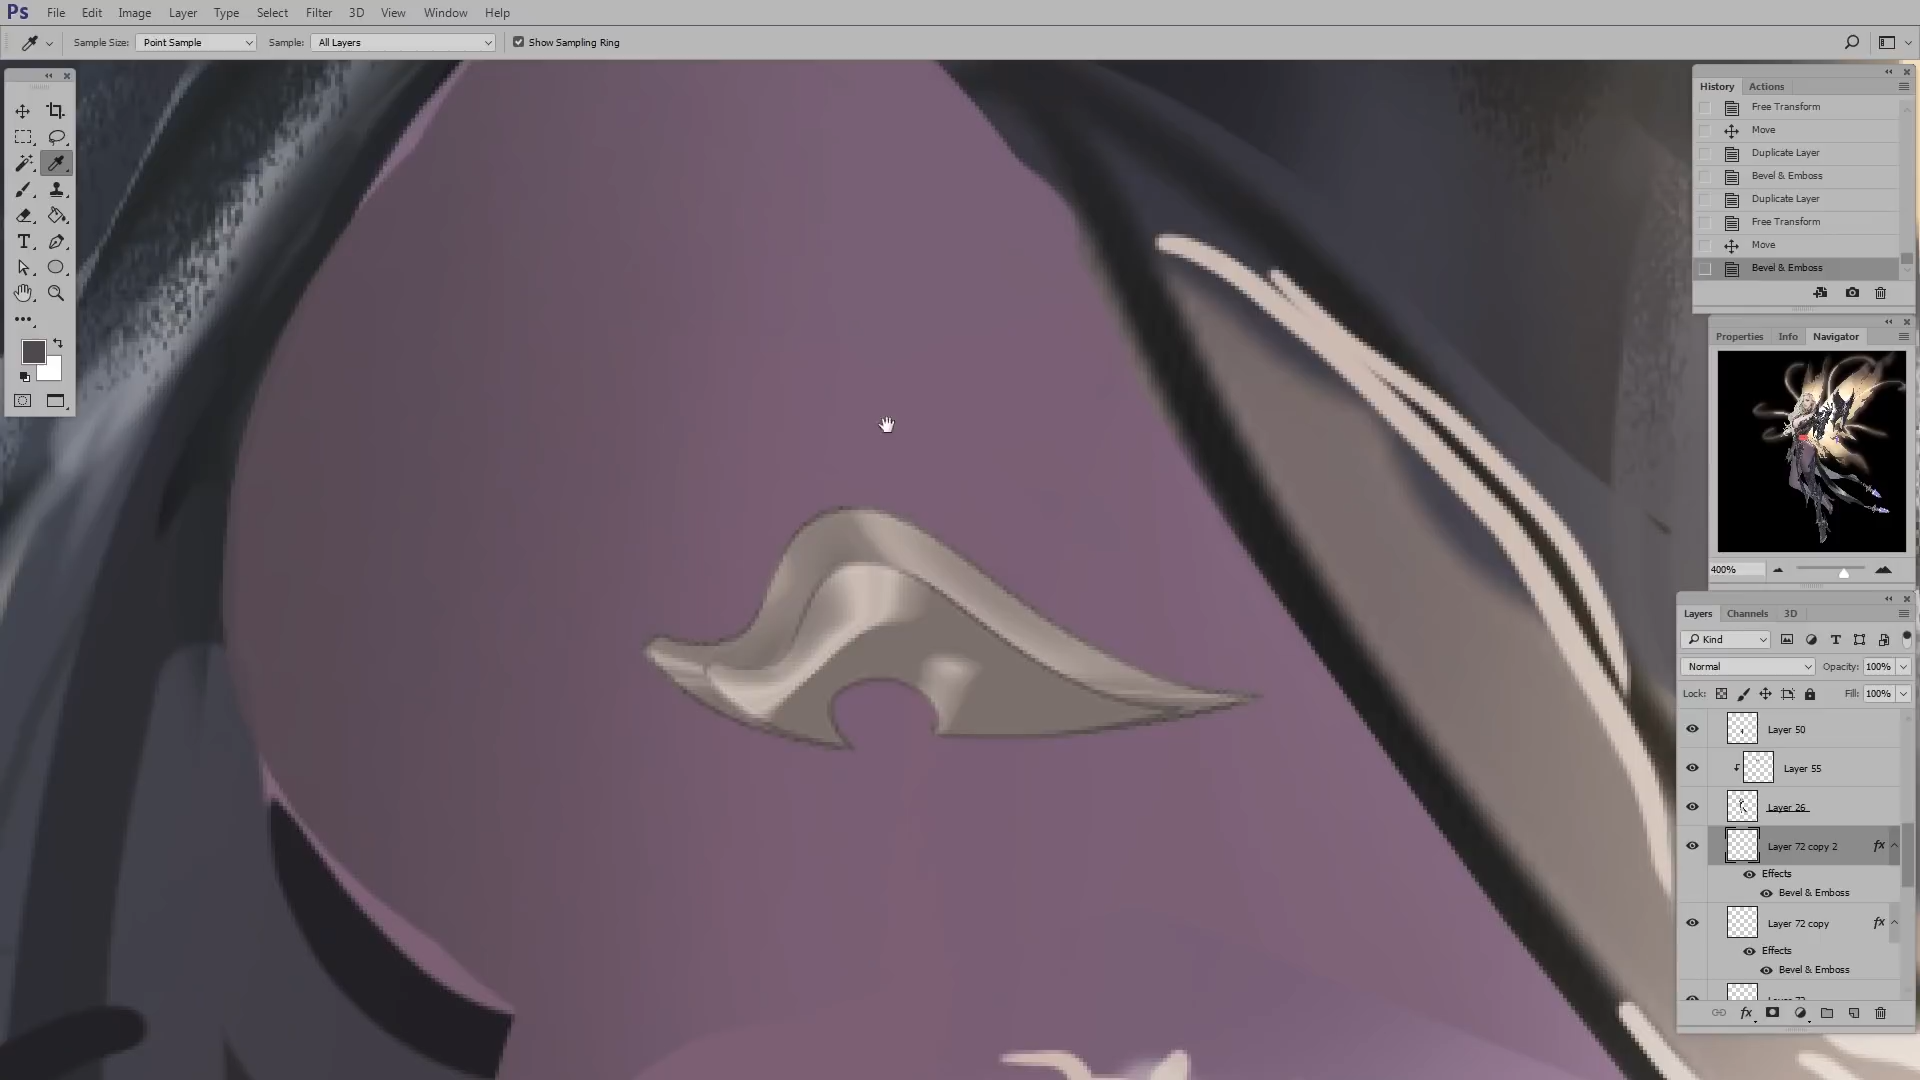 Ps File Edit Image Layer Type Select Filter 3D View Window Help
Sample Size: Point Sample Sample: All Layers Show Sampling Ring
History Actions
Free Transform
Move
Duplicate Layer
Bevel & Emboss
Duplicate Layer
Free Transform
Move
Bevel & Emboss
Properties Info Navigator
400%
Layers Channels 3D
Kind
Normal Opacity: 100%
Lock: Fill: 100%
Layer 50
Layer 55
Layer 26
Layer 72 copy 2 fx
Effects
Bevel & Emboss
Layer 72 copy fx
Effects
Bevel & Emboss
fx